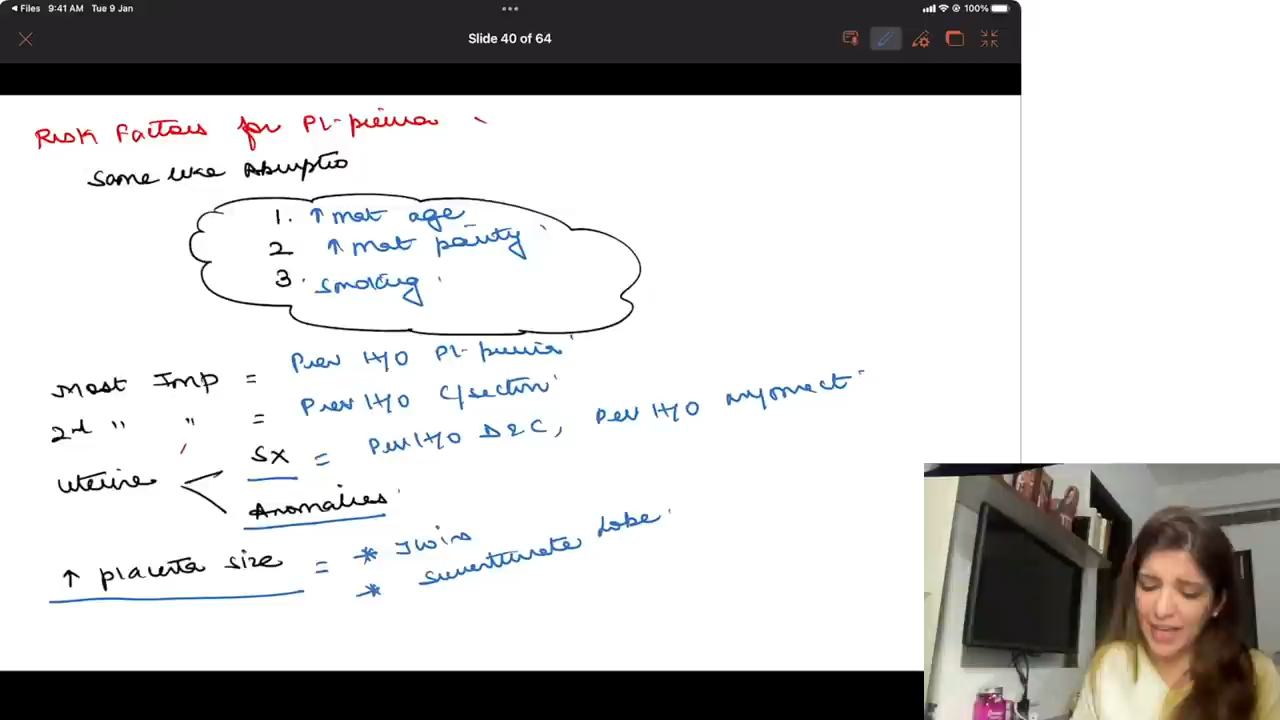 Files 9:41 AM Tue 9 Jan
100%
Slide 40 of 64
Risk Factors for Pl-previa
Same like Abruptio
1. ↑ mat age
2 ↑ mat parity
3. smoking
Most Imp = Prev H/O Pl-previa
2nd " " = Prev H/O C/section
Uterine Sx = Prev H/O D&C, Prev H/O myomect
Anomalies
↑ placenta size = * Twins
* succenturate lobe